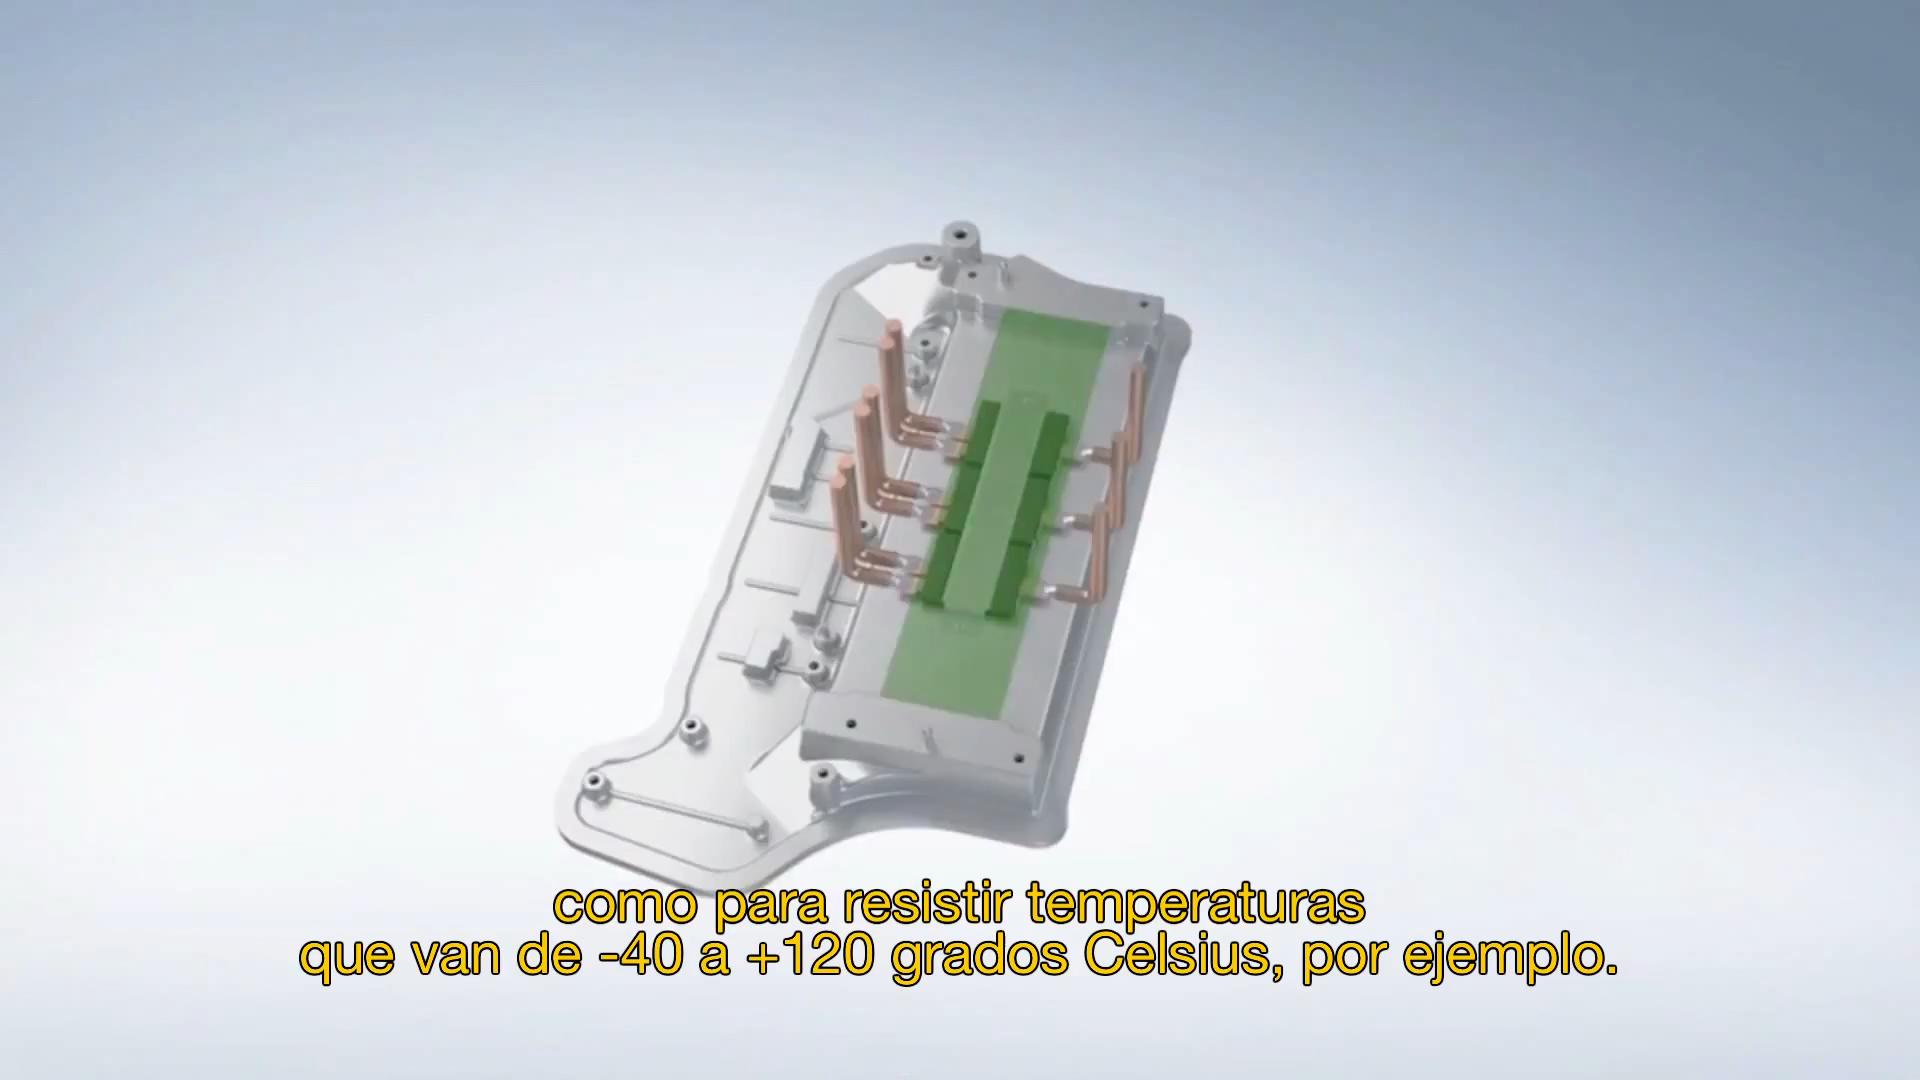 como para resistir temperaturas
que van de -40 a +120 grados Celsius, por ejemplo.